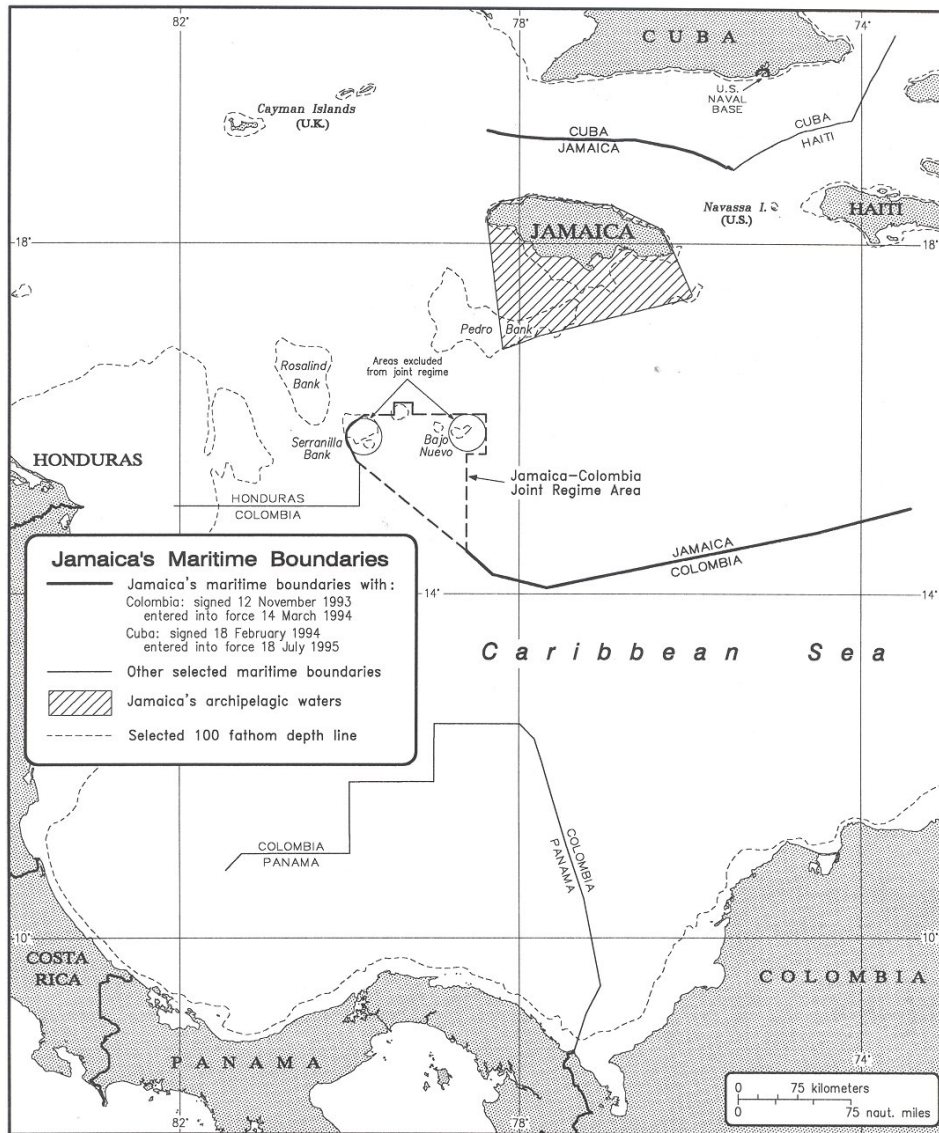 82°
78°
74°
CUBA
U.S.
NAVAL
BASE
Cayman Islands
(U.K.)
CUBA
JAMAICA
CUBA
HAITI
Navassa I.
(U.S.)
HAITI
JAMAICA
18°
18°
Pedro Bank
Rosalind
Bank
Areas excluded
from joint regime
Serranilla
Bank
Bajo
Nuevo
HONDURAS
HONDURAS
COLOMBIA
Jamaica-Colombia
Joint Regime Area
JAMAICA
COLOMBIA
14°
Jamaica's Maritime Boundaries
Jamaica's maritime boundaries with:
Colombia: signed 12 November 1993
entered into force 14 March 1994
Cuba: signed 18 February 1994
entered into force 18 July 1995
Other selected maritime boundaries
Jamaica's archipelagic waters
Selected 100 fathom depth line
14°
Caribbean Sea
COLOMBIA
PANAMA
COLOMBIA
PANAMA
10°
10°
COSTA
RICA
PANAMA
COLOMBIA
74°
0 75 kilometers
0 75 naut. miles
82°
78°